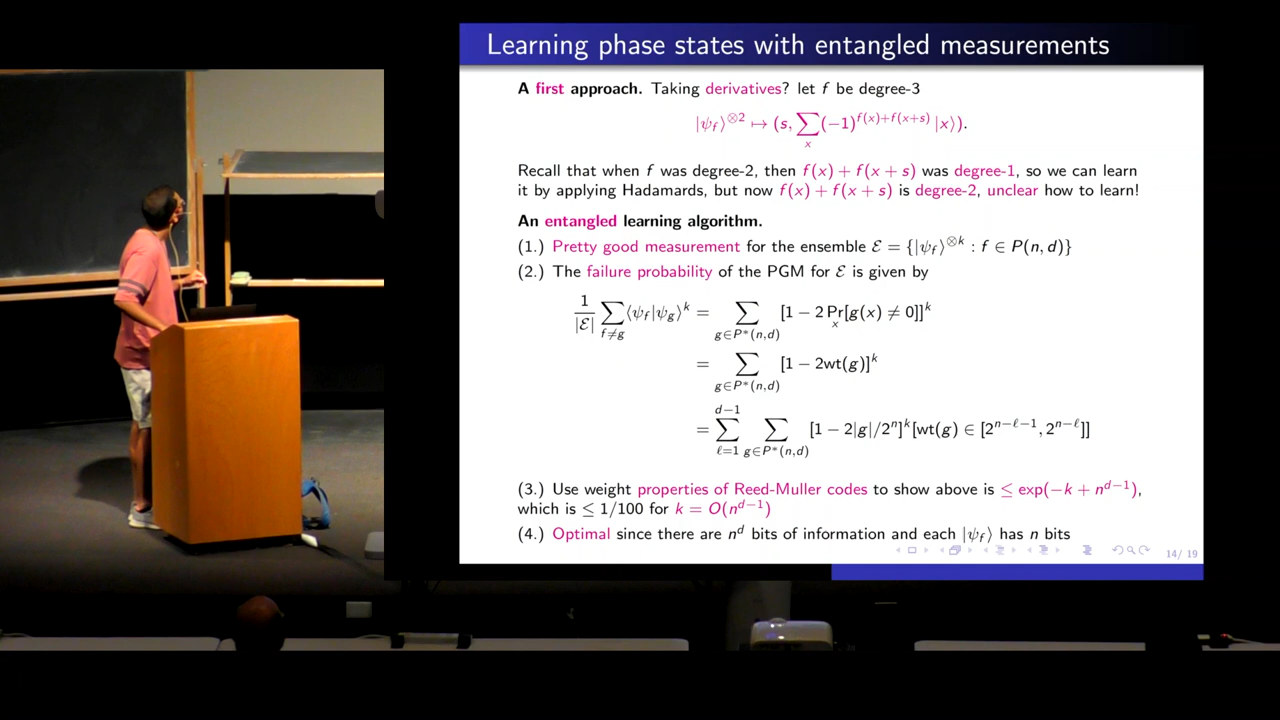 Learning phase states with entangled measurements
A first approach. Taking derivatives? let f be degree-3
|ψ_f⟩^{⊗2} ↦ (s, ∑_x (−1)^{f(x)+f(x+s)} |x⟩).
Recall that when f was degree-2, then f(x) + f(x + s) was degree-1, so we can learn
it by applying Hadamards, but now f(x) + f(x + s) is degree-2, unclear how to learn!
An entangled learning algorithm.
(1.) Pretty good measurement for the ensemble ℰ = {|ψ_f⟩^{⊗k} : f ∈ P(n, d)}
(2.) The failure probability of the PGM for ℰ is given by
1/|ℰ| ∑_{f≠g} ⟨ψ_f|ψ_g⟩^k = ∑_{g∈P*(n,d)} [1 − 2 Pr_x[g(x) ≠ 0]]^k
= ∑_{g∈P*(n,d)} [1 − 2wt(g)]^k
= ∑_{ℓ=1}^{d−1} ∑_{g∈P*(n,d)} [1 − 2|g|/2^n]^k[wt(g) ∈ [2^{n−ℓ−1}, 2^{n−ℓ}]]
(3.) Use weight properties of Reed-Muller codes to show above is ≤ exp(−k + n^{d−1}),
which is ≤ 1/100 for k = O(n^{d−1})
(4.) Optimal since there are n^d bits of information and each |ψ_f⟩ has n bits
14/ 19